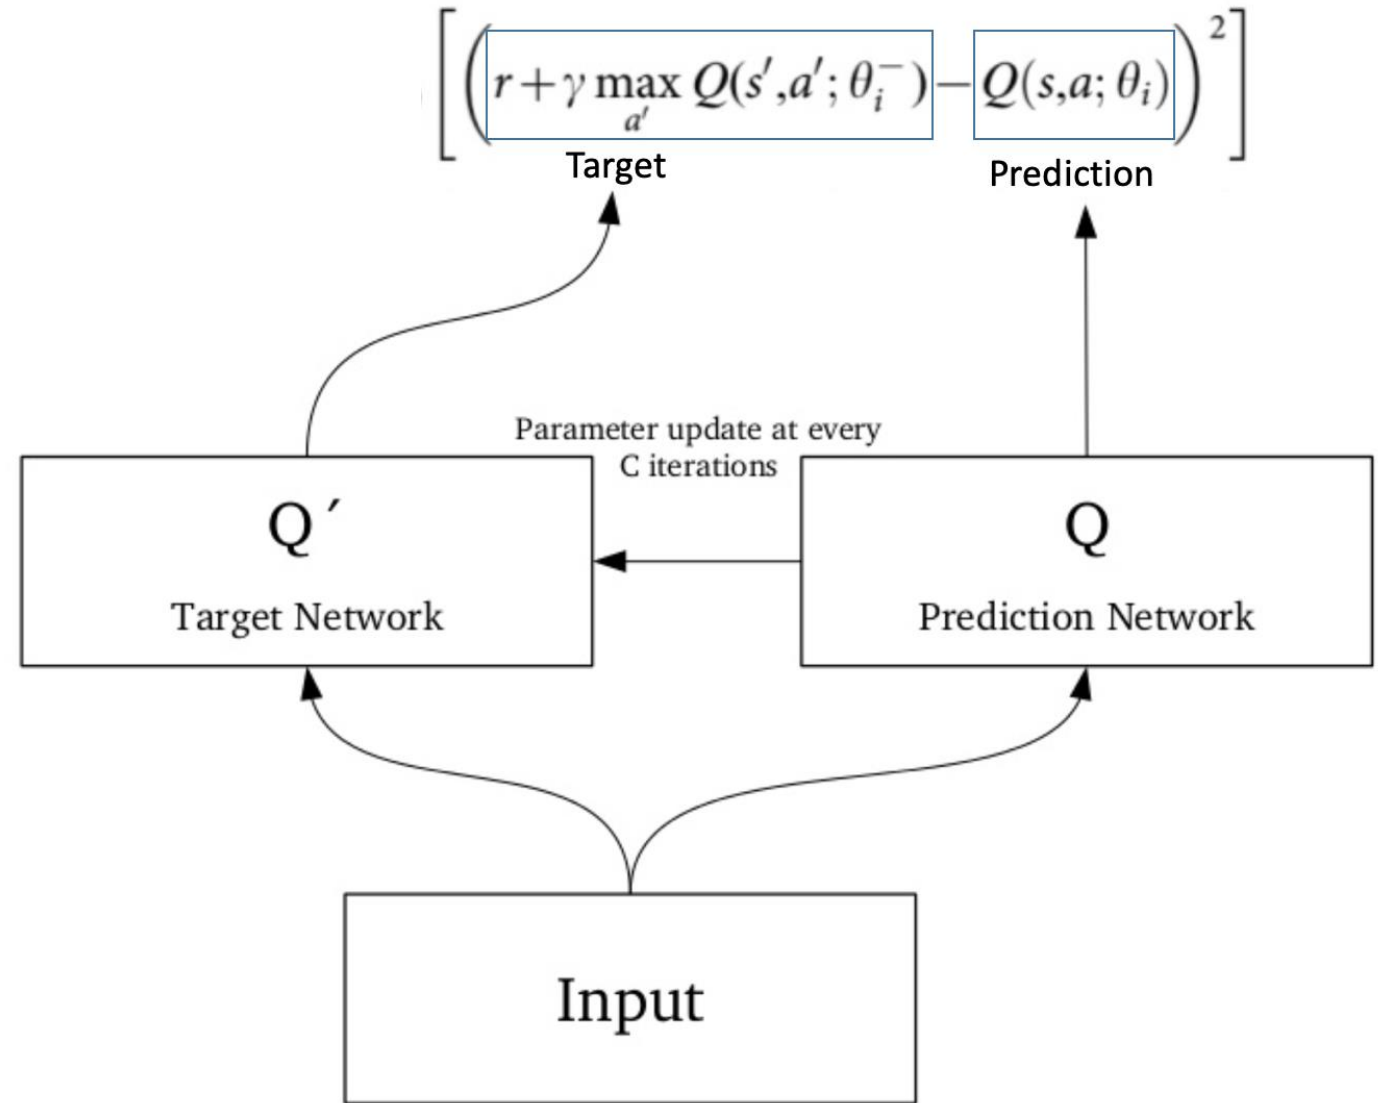 [(r + γ max_{a'} Q(s',a'; θ_i^-) − Q(s,a; θ_i))^2]
Target
Prediction
Parameter update at every
C iterations
Q´
Target Network
Q
Prediction Network
Input